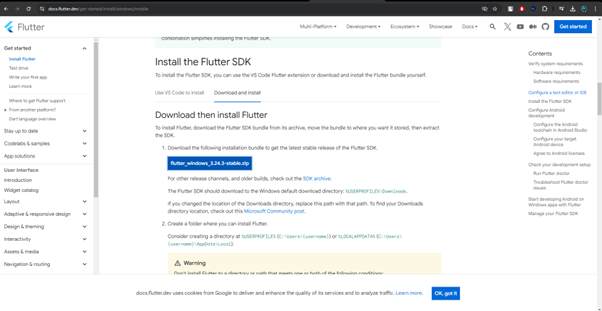 docs.flutter.dev/get-started/install/windows/mobile
Flutter
Multi-Platform
Development
Ecosystem
Showcase
Docs
Get started
combination simplifies installing the Flutter SDK.
Get started
Install Flutter
Test drive
Write your first app
Learn more
Where to get Flutter support
From another platform?
Dart language overview
Stay up to date
Codelabs & samples
App solutions
User interface
Introduction
Widget catalog
Layout
Adaptive & responsive design
Design & theming
Interactivity
Assets & media
Navigation & routing
Install the Flutter SDK
To install the Flutter SDK, you can use the VS Code Flutter extension or download and install the Flutter bundle yourself.
Use VS Code to install
Download and install
Download then install Flutter
To install Flutter, download the Flutter SDK bundle from its archive, move the bundle to where you want it stored, then extract
the SDK.
1. Download the following installation bundle to get the latest stable release of the Flutter SDK.
flutter_windows_3.24.3-stable.zip
For other release channels, and older builds, check out the SDK archive.
The Flutter SDK should download to the Windows default download directory: %USERPROFILE%\Downloads.
If you changed the location of the Downloads directory, replace this path with that path. To find your Downloads
directory location, check out this Microsoft Community post.
2. Create a folder where you can install Flutter.
Consider creating a directory at %USERPROFILE% (C:\Users\{username}) or %LOCALAPPDATA% (C:\Users\
{username}\AppData\Local).
Warning
Don't install Flutter to a directory or path that meets one or both of the following conditions:
Contents
Verify system requirements
Hardware requirements
Software requirements
Configure a text editor or IDE
Install the Flutter SDK
Configure Android
development
Configure the Android
toolchain in Android Studio
Configure your target
Android device
Agree to Android licenses
Check your development setup
Run Flutter doctor
Troubleshoot Flutter doctor
issues
Start developing Android on
Windows apps with Flutter
Manage your Flutter SDK
docs.flutter.dev uses cookies from Google to deliver and enhance the quality of its services and to analyze traffic. Learn more.
OK, got it